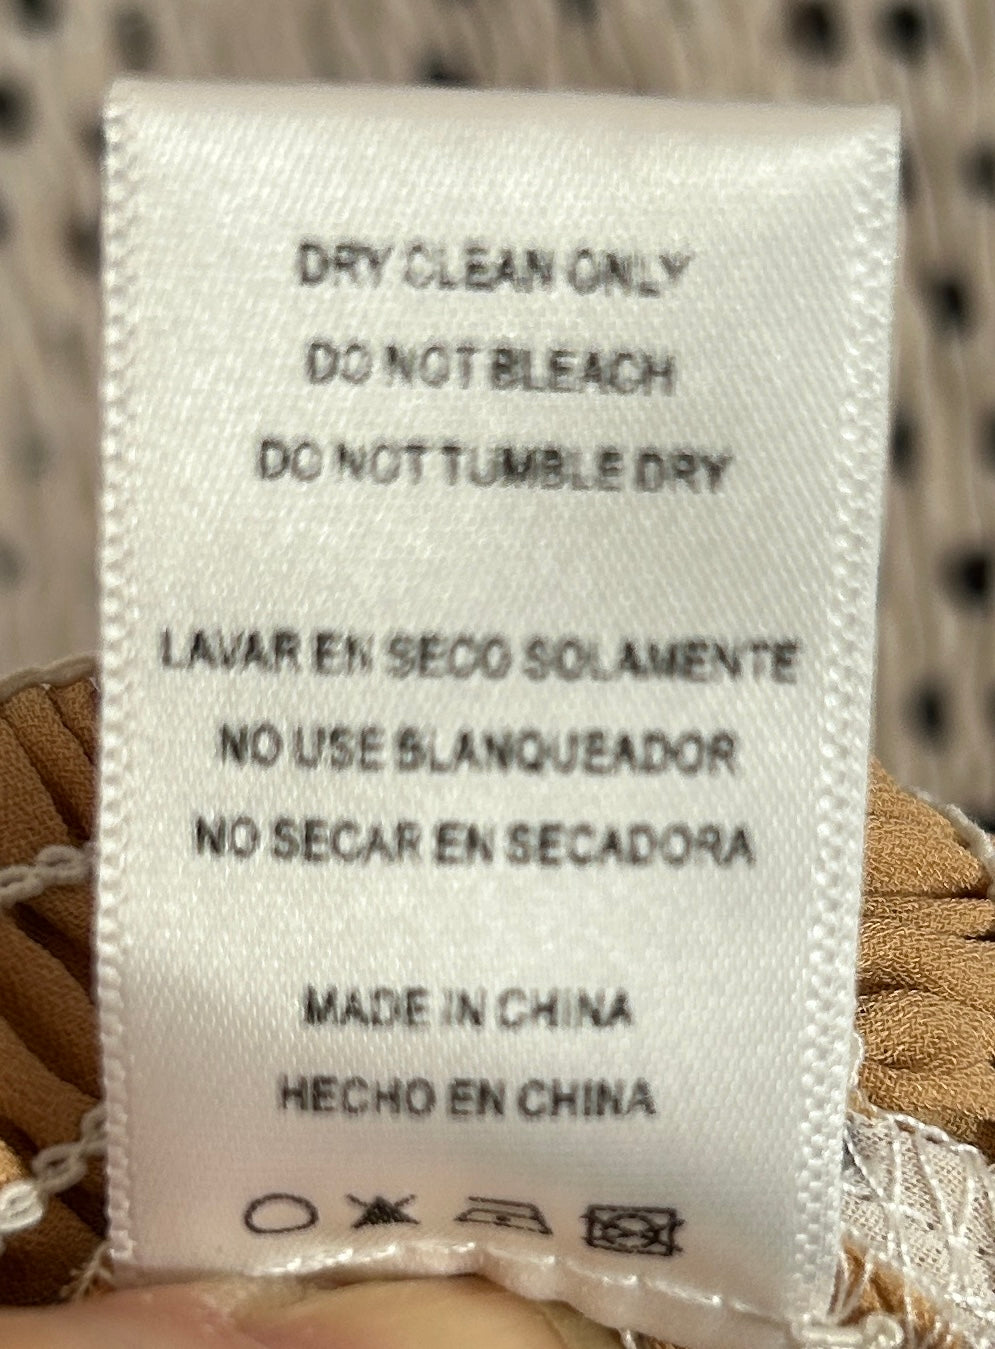 DRY CLEAN ONLY
DO NOT BLEACH
DO NOT TUMBLE DRY
LAVAR EN SECO SOLAMENTE
NO USE BLANQUEADOR
NO SECAR EN SECADORA
MADE IN CHINA
HECHO EN CHINA